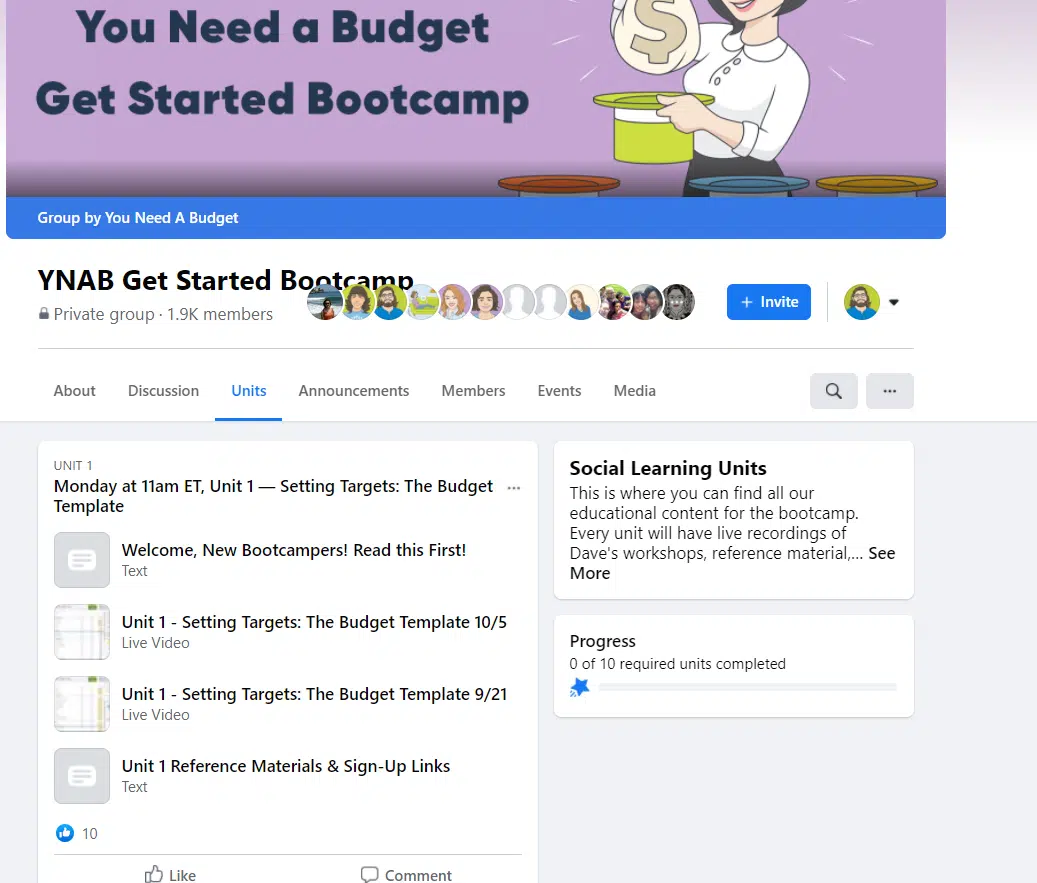 You Need a Budget
Get Started Bootcamp
$
Group by You Need A Budget
YNAB Get Started Bootcamp
Private group · 1.9K members
+ Invite
About Discussion Units Announcements Members Events Media
UNIT 1
Monday at 11am ET, Unit 1 — Setting Targets: The Budget
Template
Welcome, New Bootcampers! Read this First!
Text
Unit 1 - Setting Targets: The Budget Template 10/5
Live Video
Unit 1 - Setting Targets: The Budget Template 9/21
Live Video
Unit 1 Reference Materials & Sign-Up Links
Text
10
Like Comment
Social Learning Units
This is where you can find all our
educational content for the bootcamp.
Every unit will have live recordings of
Dave's workshops, reference material,... See
More
Progress
0 of 10 required units completed